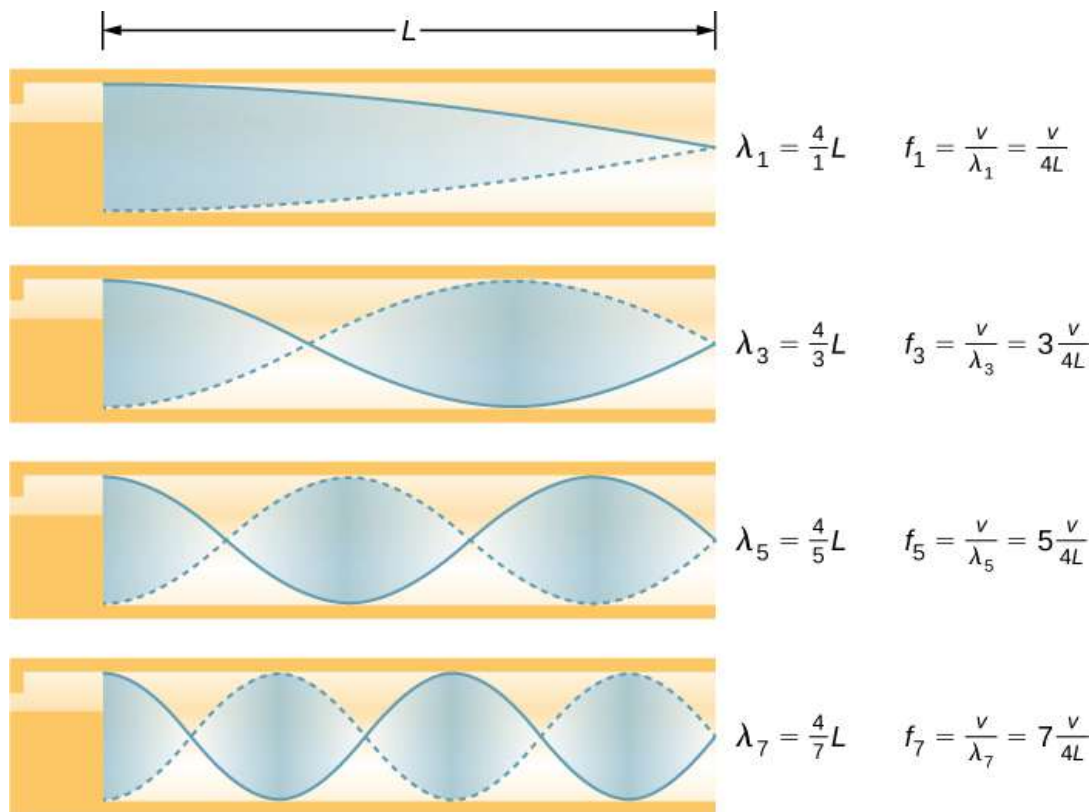 L
λ₁ = 4/1 L f₁ = v/λ₁ = v/4L
λ₃ = 4/3 L f₃ = v/λ₃ = 3 v/4L
λ₅ = 4/5 L f₅ = v/λ₅ = 5 v/4L
λ₇ = 4/7 L f₇ = v/λ₇ = 7 v/4L